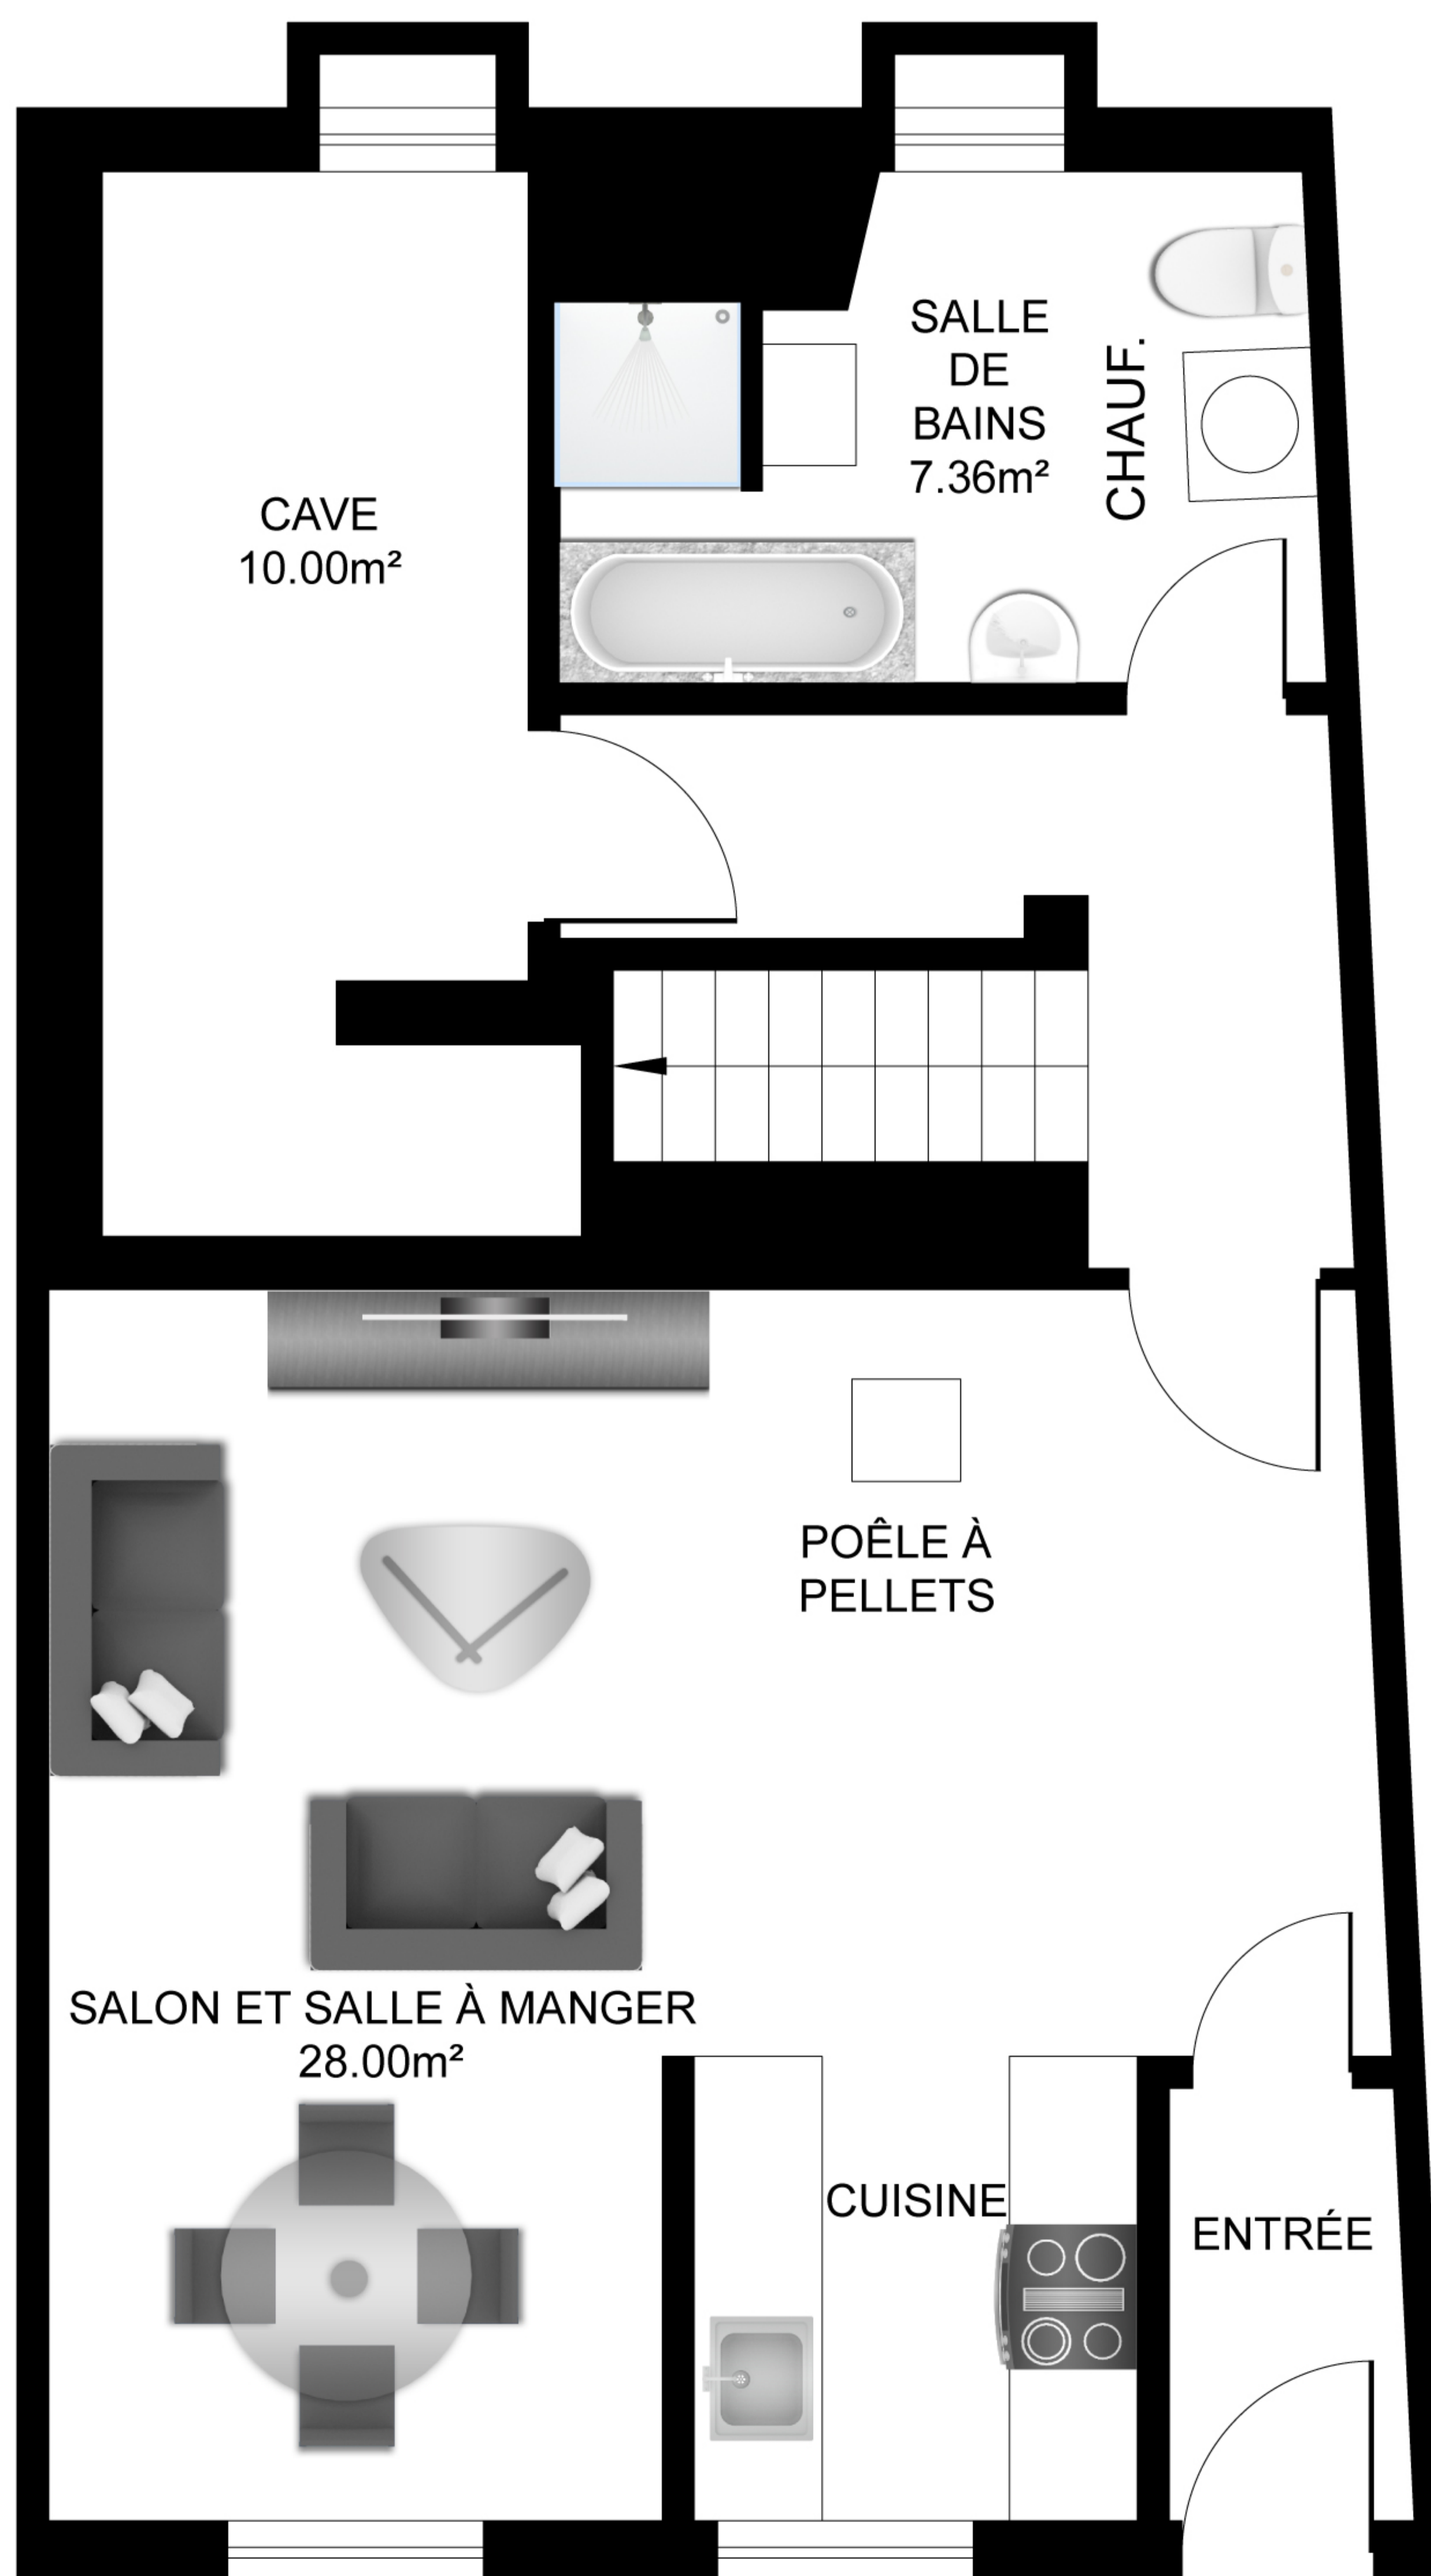 SALLE
DE
BAINS
7.36m²
CHAUF.
CAVE
10.00m²
POÊLE À
PELLETS
SALON ET SALLE À MANGER
28.00m²
CUISINE
ENTRÉE